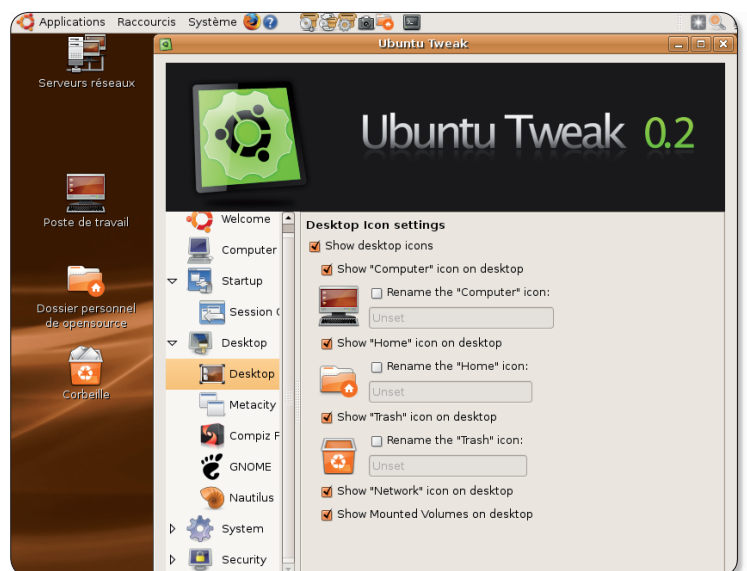 Applications Raccourcis Système
Ubuntu Tweak
Serveurs réseaux
Poste de travail
Dossier personnel
de opensource
Corbeille
Ubuntu Tweak 0.2
Welcome
Computer
Startup
Session
Desktop
Desktop
Metacity
Compiz F
GNOME
Nautilus
System
Security
Desktop Icon settings
Show desktop icons
Show "Computer" icon on desktop
Rename the "Computer" icon:
Unset
Show "Home" icon on desktop
Rename the "Home" icon:
Unset
Show "Trash" icon on desktop
Rename the "Trash" icon:
Unset
Show "Network" icon on desktop
Show Mounted Volumes on desktop